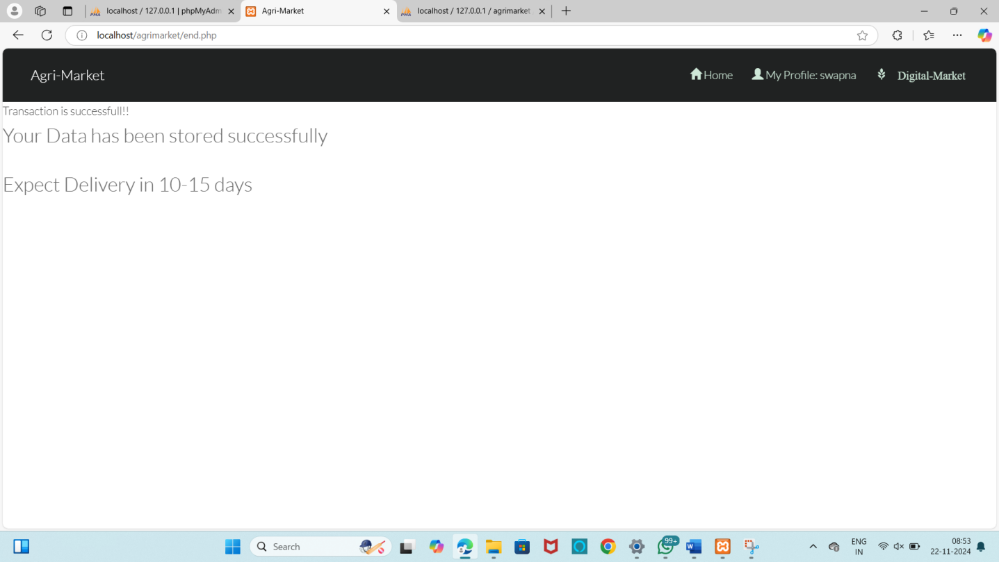 localhost / 127.0.0.1 | phpMyAdm
Agri-Market
localhost / 127.0.0.1 / agrimarket
localhost/agrimarket/end.php
Agri-Market
Home
My Profile: swapna
Digital-Market
Transaction is successfull!!
Your Data has been stored successfully
Expect Delivery in 10-15 days
Search
99+
ENG
IN
08:53
22-11-2024